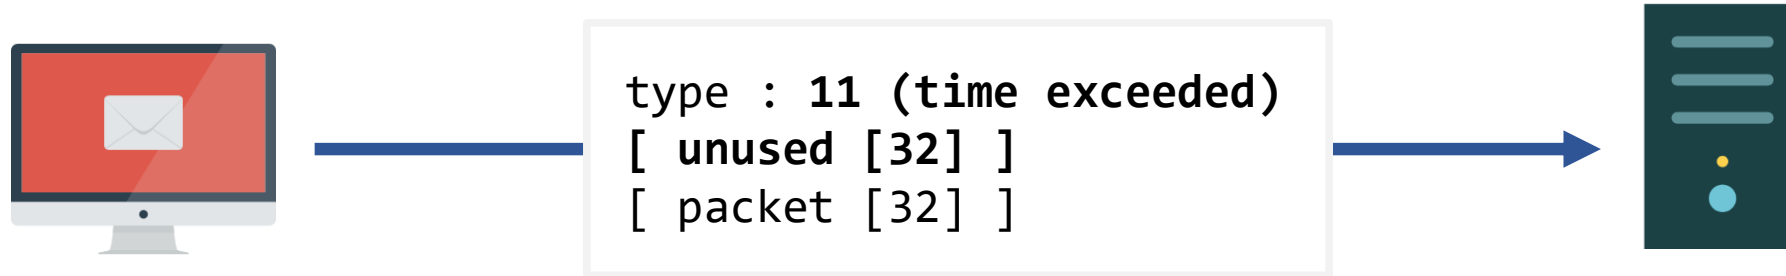 type : 11 (time exceeded)
[ unused [32] ]
[ packet [32] ]